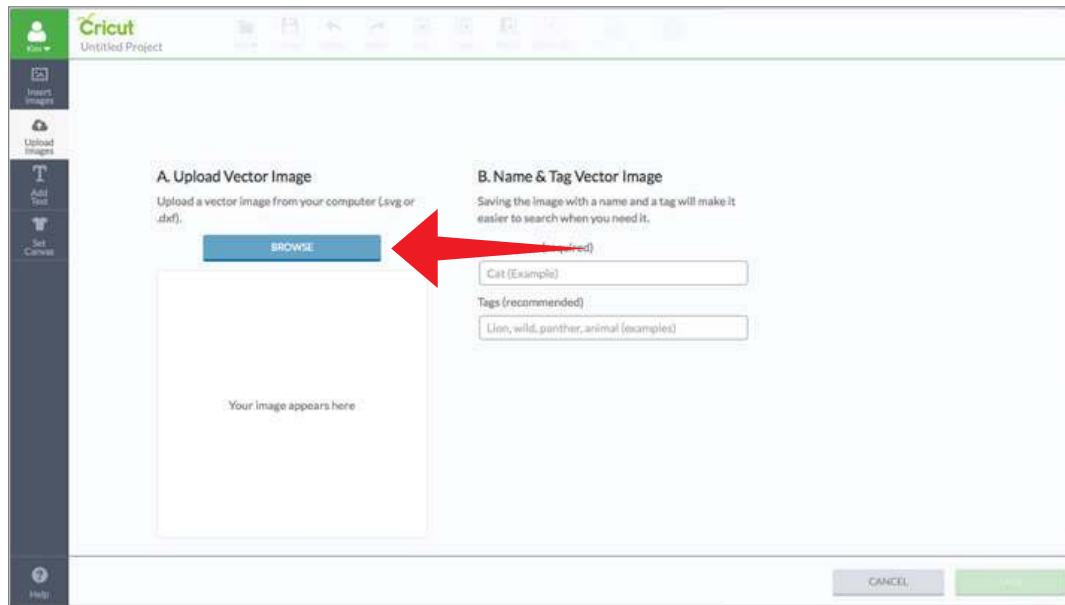 Cricut
Untitled Project
Kim
Insert
Images
Upload
Images
Add
Text
Set
Canvas
Help
A. Upload Vector Image
Upload a vector image from your computer (.svg or
.dxf).
BROWSE
Your image appears here
B. Name & Tag Vector Image
Saving the image with a name and a tag will make it
easier to search when you need it.
Cat (Example)
Tags (recommended)
Lion, wild, panther, animal (examples)
CANCEL